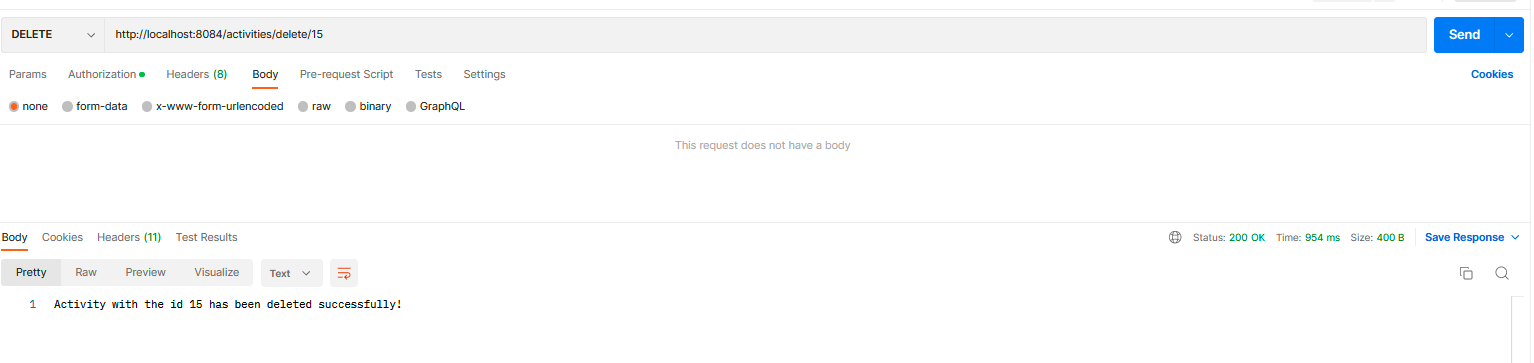 DELETE http://localhost:8084/activities/delete/15 Send
Params Authorization Headers (8) Body Pre-request Script Tests Settings Cookies
none form-data x-www-form-urlencoded raw binary GraphQL
This request does not have a body
Body Cookies Headers (11) Test Results Status: 200 OK Time: 954 ms Size: 400 B Save Response
Pretty Raw Preview Visualize Text
1 Activity with the id 15 has been deleted successfully!